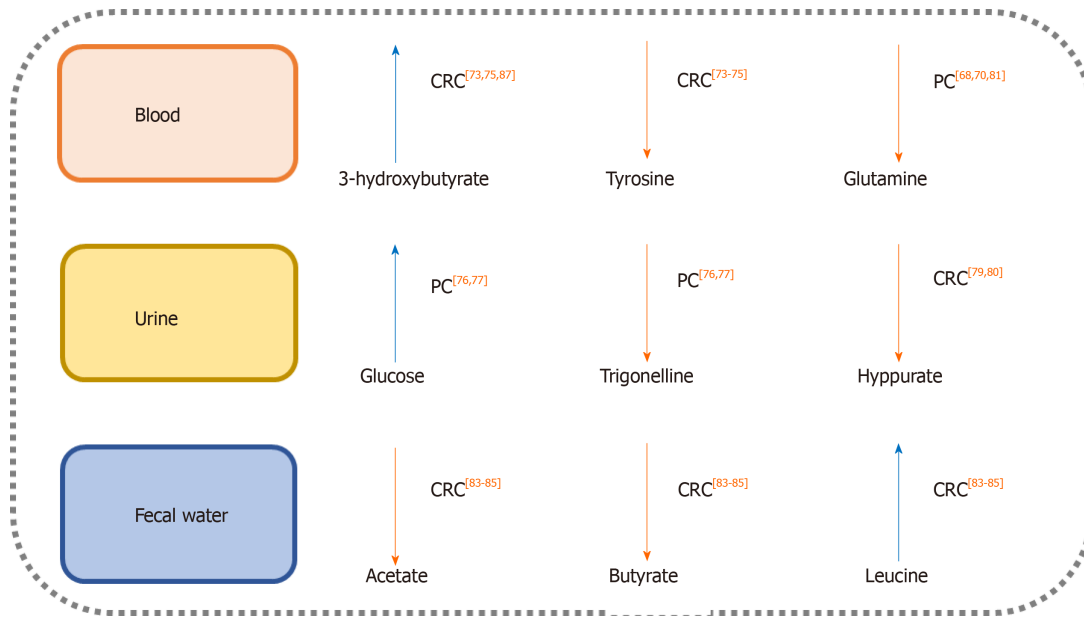 Blood
CRC[73,75,87]
CRC[73-75]
PC[68,70,81]
3-hydroxybutyrate
Tyrosine
Glutamine
Urine
PC[76,77]
PC[76,77]
CRC[79,80]
Glucose
Trigonelline
Hyppurate
Fecal water
CRC[83-85]
CRC[83-85]
CRC[83-85]
Acetate
Butyrate
Leucine